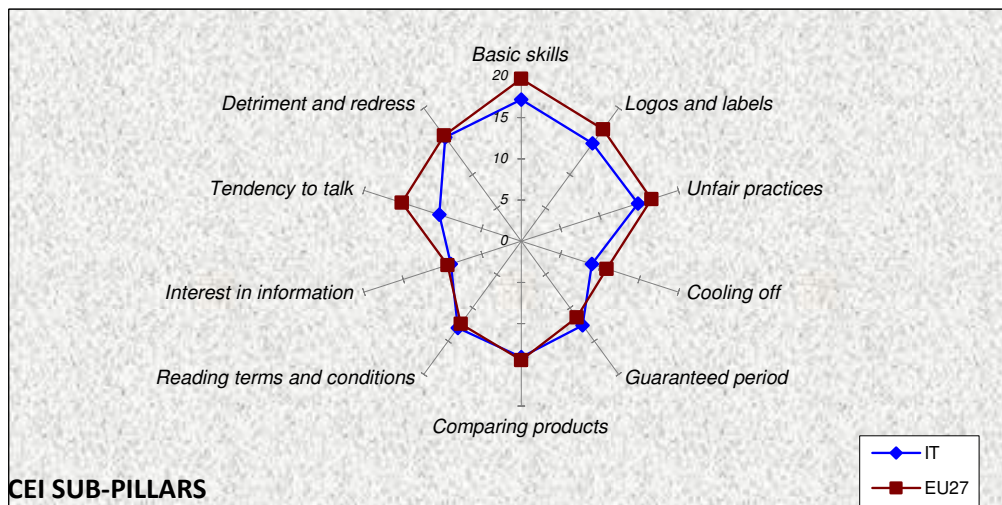 Basic skills
20
Detriment and redress
Logos and labels
15
10
Tendency to talk
Unfair practices
5
0
Interest in information
Cooling off
Reading terms and conditions
Guaranteed period
Comparing products
IT
CEI SUB-PILLARS
EU27